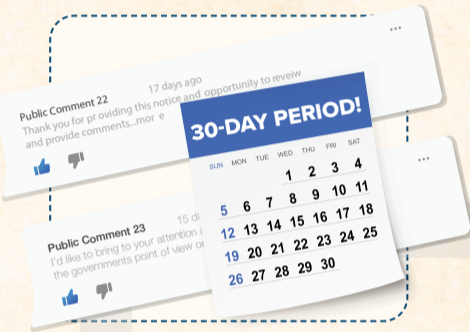 Public Comment 22
17 days ago
Thank you for pr oviding this notice and opportunity to reveiw
and provide comments...mor e
30-DAY PERIOD!
SUN MON TUE WED THU FRI SAT
1 2 3 4
5 6 7 8 9 10 11
12 13 14 15 16 17 18
19 20 21 22 23 24 25
26 27 28 29 30
Public Comment 23
15
I'd like to bring to your attention
the governments point of view